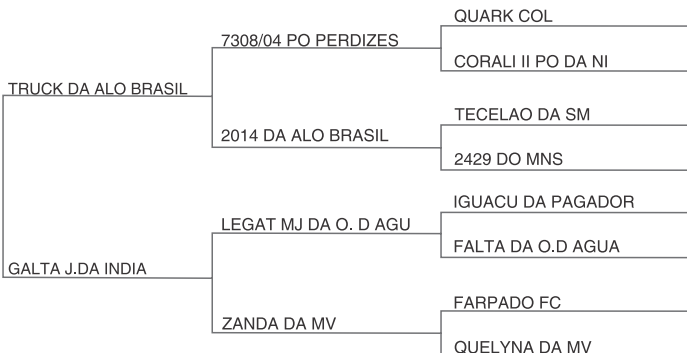 QUARK COL
7308/04 PO PERDIZES
CORALI II PO DA NI
TRUCK DA ALO BRASIL
TECELAO DA SM
2014 DA ALO BRASIL
2429 DO MNS
IGUACU DA PAGADOR
LEGAT MJ DA O. D AGU
FALTA DA O.D AGUA
GALTA J.DA INDIA
FARPADO FC
ZANDA DA MV
QUELYNA DA MV